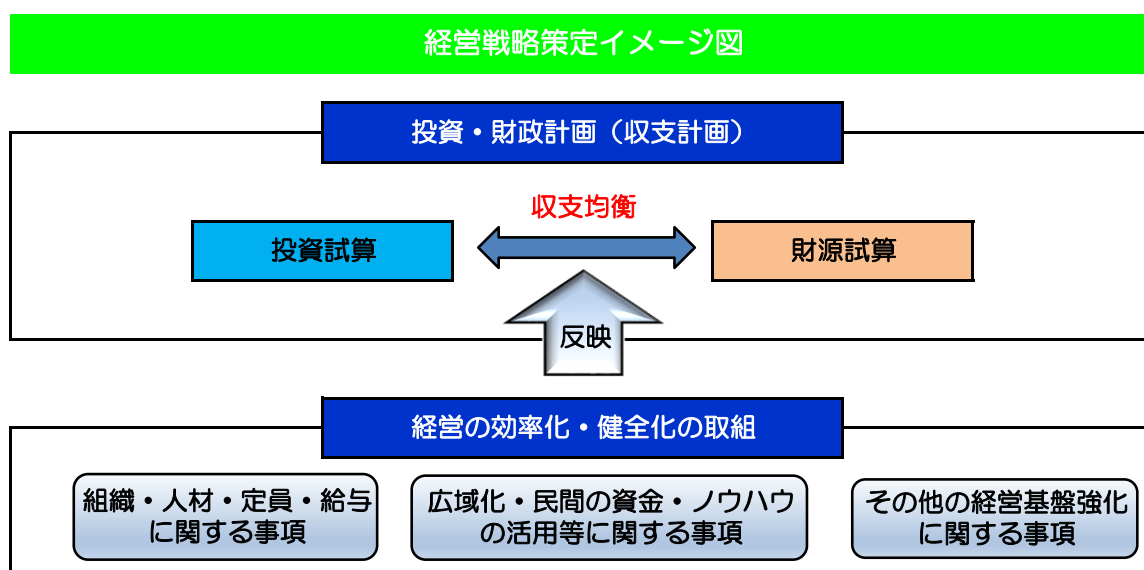 経営戦略策定イメージ図
投資・財政計画（収支計画）
収支均衡
投資試算
財源試算
反映
経営の効率化・健全化の取組
組織・人材・定員・給与
に関する事項
広域化・民間の資金・ノウハウ
の活用等に関する事項
その他の経営基盤強化
に関する事項